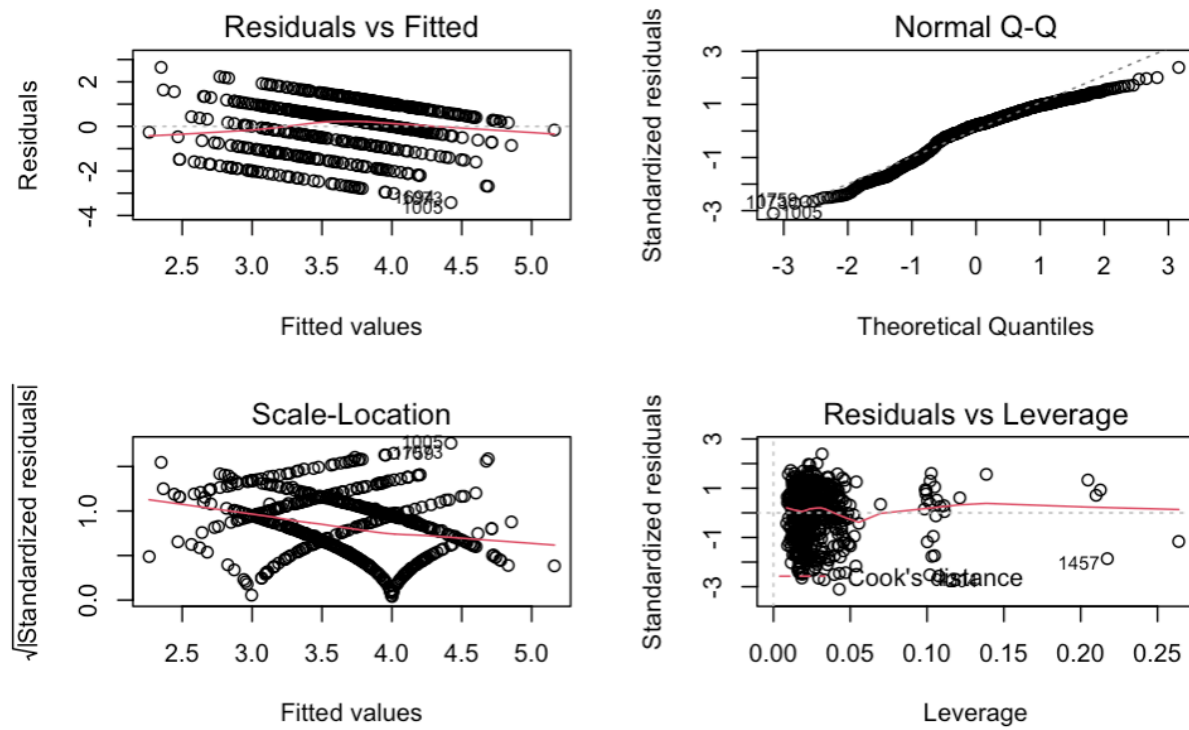 Residuals vs Fitted
Residuals
2
0
-2
-4
1005
2.5 3.0 3.5 4.0 4.5 5.0
Fitted values
Normal Q-Q
Standardized residuals
3
1
-1
-3
1005
-3 -2 -1 0 1 2 3
Theoretical Quantiles
Scale-Location
√|Standardized residuals|
1.0
0.0
1005
2.5 3.0 3.5 4.0 4.5 5.0
Fitted values
Residuals vs Leverage
Standardized residuals
3
1
-1
-3
1457
Cook's distance
0.00 0.05 0.10 0.15 0.20 0.25
Leverage